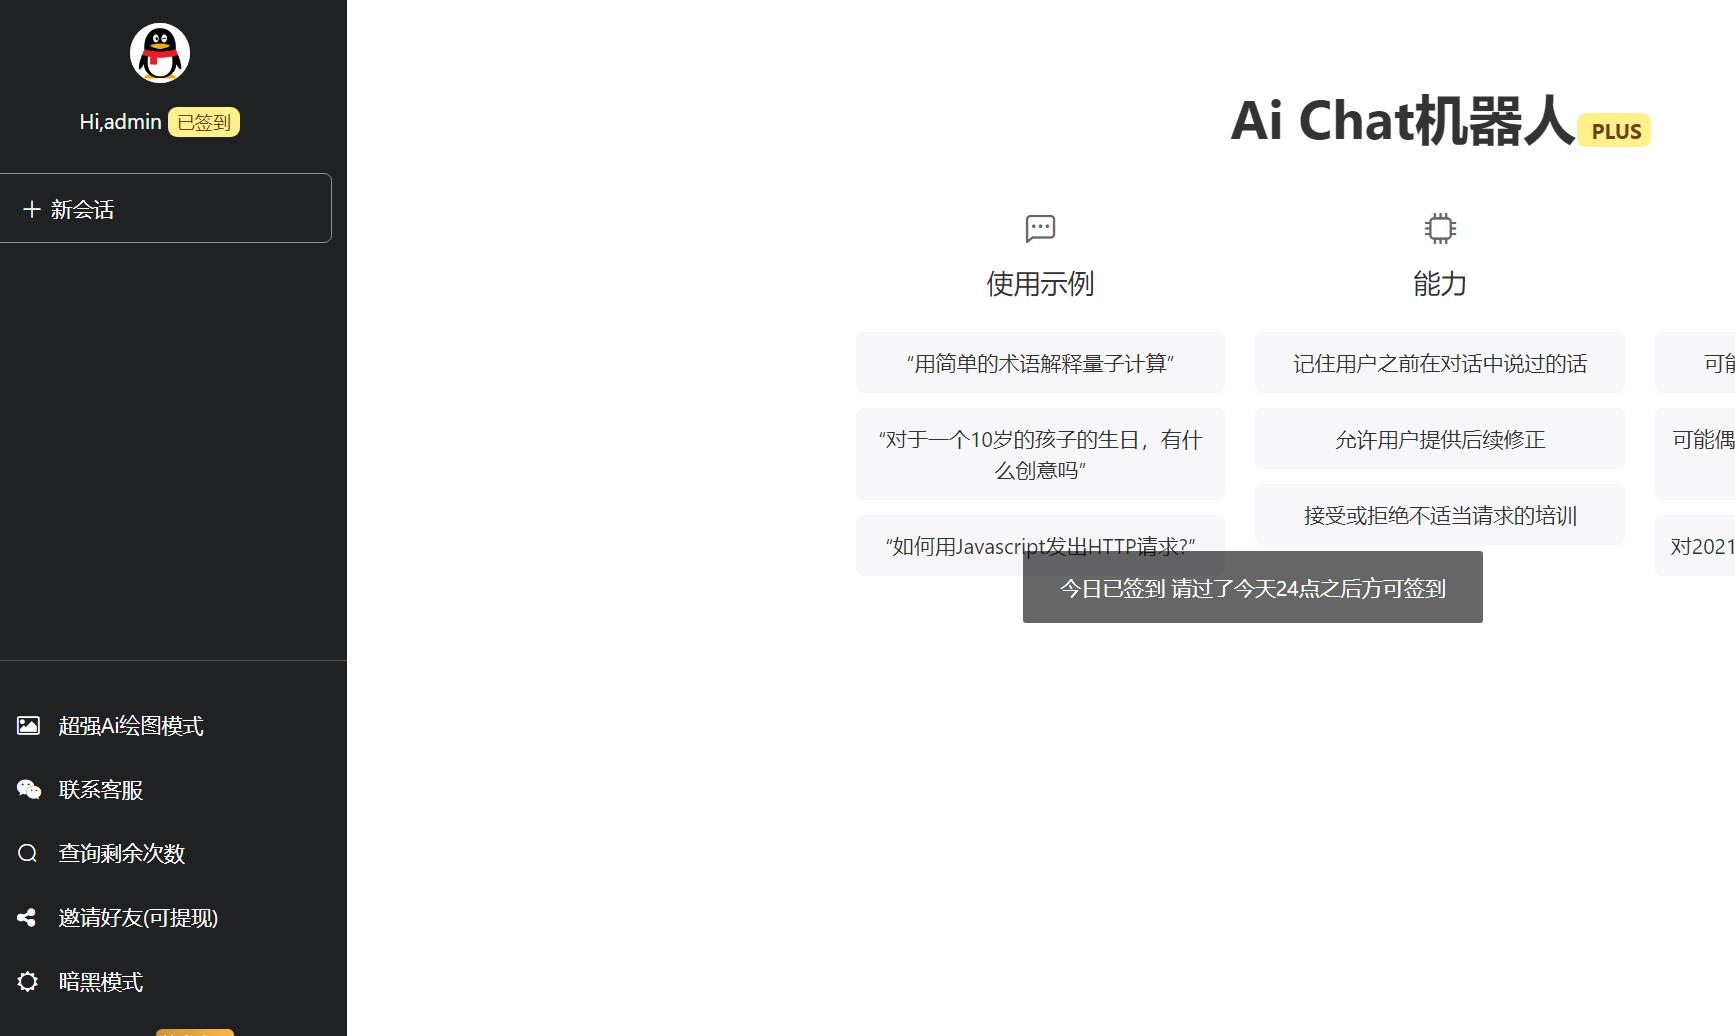 Hi,admin 已签到
新会话
超强Ai绘图模式
联系客服
查询剩余次数
邀请好友(可提现)
暗黑模式
Ai Chat机器人 PLUS
使用示例
“用简单的术语解释量子计算”
“对于一个10岁的孩子的生日，有什
么创意吗”
“如何用Javascript发出HTTP请求?”
能力
记住用户之前在对话中说过的话
允许用户提供后续修正
接受或拒绝不适当请求的培训
可能
可能偶
对2021
今日已签到 请过了今天24点之后方可签到